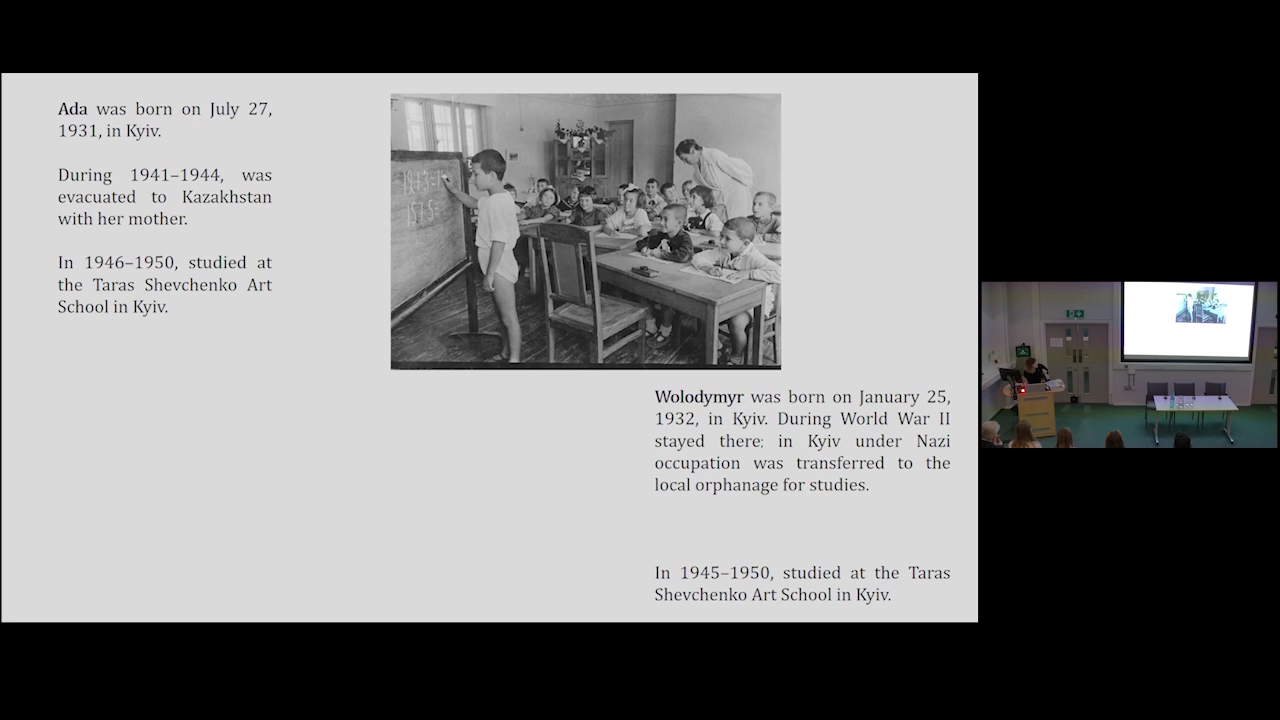 Ada was born on July 27,
1931, in Kyiv.
During 1941–1944, was
evacuated to Kazakhstan
with her mother.
In 1946–1950, studied at
the Taras Shevchenko Art
School in Kyiv.
Wolodymyr was born on January 25,
1932, in Kyiv. During World War II
stayed there; in Kyiv under Nazi
occupation was transferred to the
local orphanage for studies.
In 1945–1950, studied at the Taras
Shevchenko Art School in Kyiv.